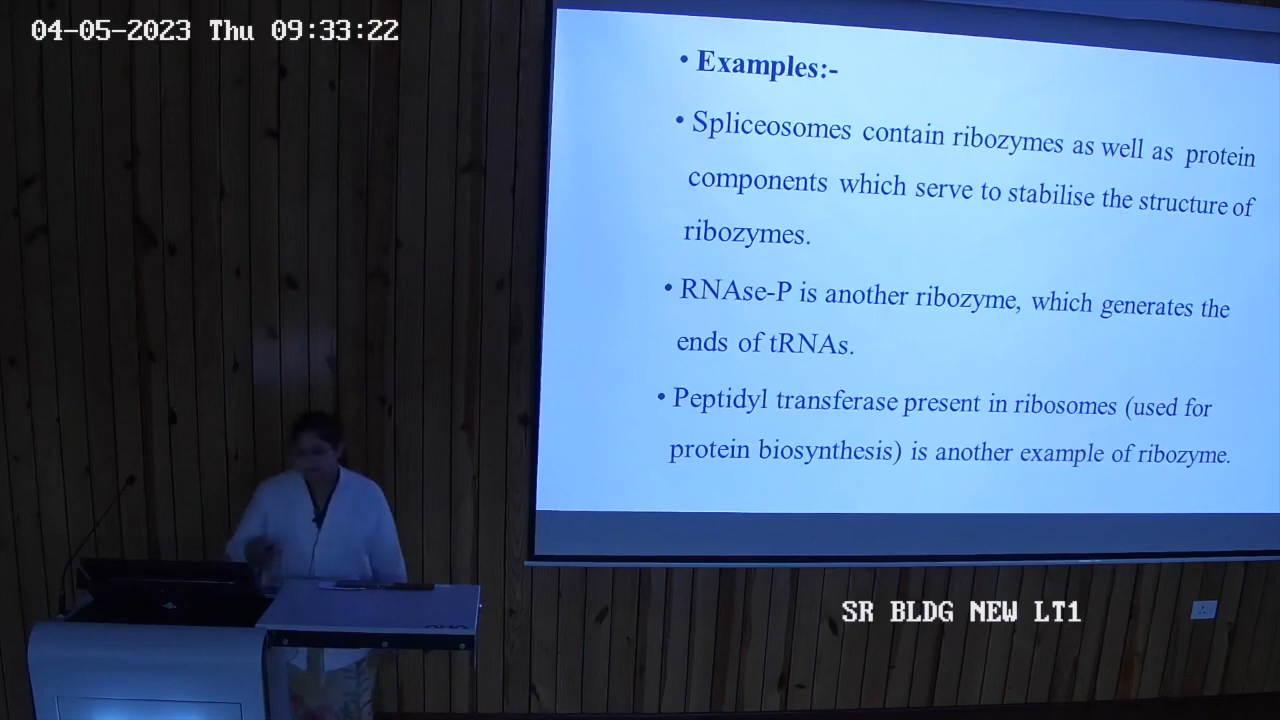 04-05-2023 Thu 09:33:22
• Examples:-
• Spliceosomes contain ribozymes as well as protein
components which serve to stabilise the structure of
ribozymes.
• RNAse-P is another ribozyme, which generates the
ends of tRNAs.
• Peptidyl transferase present in ribosomes (used for
protein biosynthesis) is another example of ribozyme.
SR BLDG NEW LT1